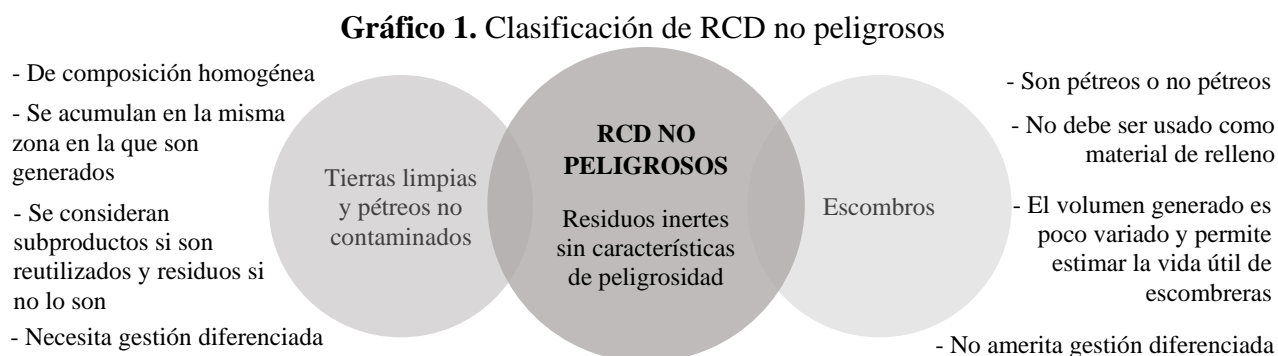 Gráfico 1. Clasificación de RCD no peligrosos
- De composición homogénea
- Se acumulan en la misma
zona en la que son
generados
- Se consideran
subproductos si son
reutilizados y residuos si
no lo son
- Necesita gestión diferenciada
Tierras limpias
y pétreos no
contaminados
RCD NO
PELIGROSOS
Residuos inertes
sin características
de peligrosidad
Escombros
- Son pétreos o no pétreos
- No debe ser usado como
material de relleno
- El volumen generado es
poco variado y permite
estimar la vida útil de
escombreras
- No amerita gestión diferenciada